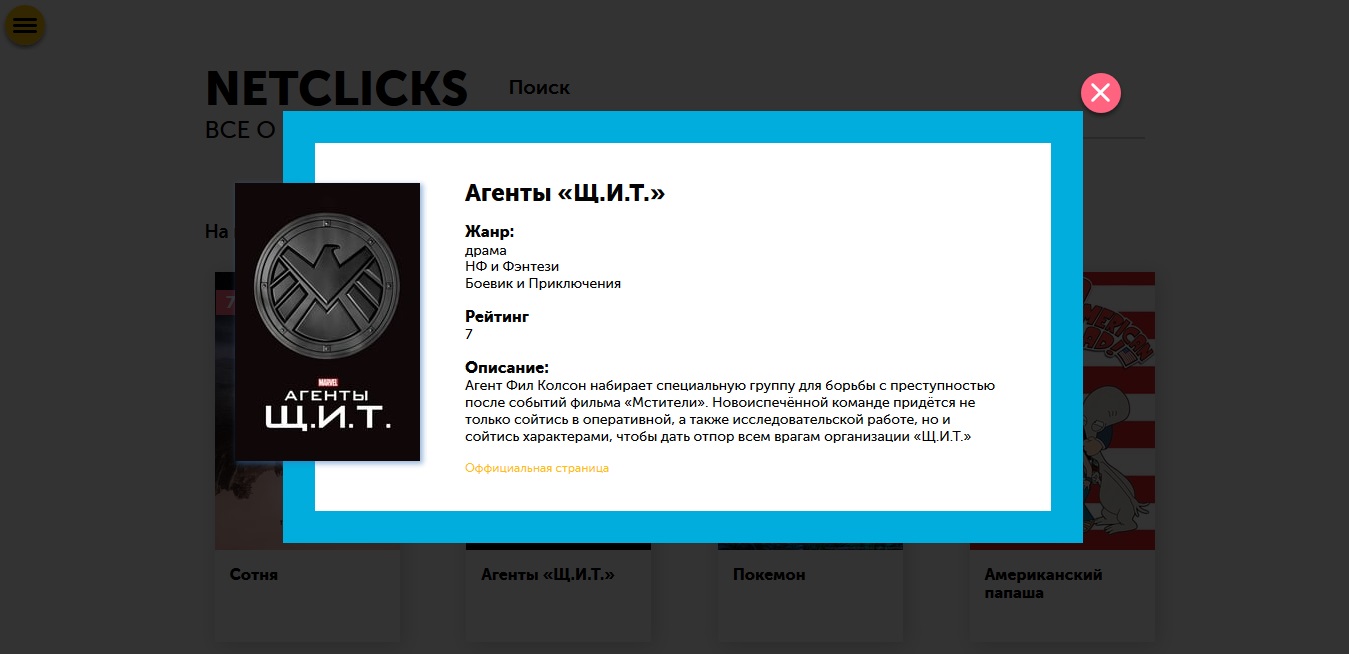 NETCLICKS
Поиск
ВСЕ О
На
7
Агенты «Щ.И.Т.»
Жанр:
драма
НФ и Фэнтези
Боевик и Приключения
Рейтинг
7
Описание:
Агент Фил Колсон набирает специальную группу для борьбы с преступностью
после событий фильма «Мстители». Новоиспечённой команде придётся не
только сойтись в оперативной, а также исследовательской работе, но и
сойтись характерами, чтобы дать отпор всем врагам организации «Щ.И.Т.»
Оффициальная страница
MARVEL
АГЕНТЫ
Щ.И.Т.
Сотня
Агенты «Щ.И.Т.»
Покемон
Американский
папаша